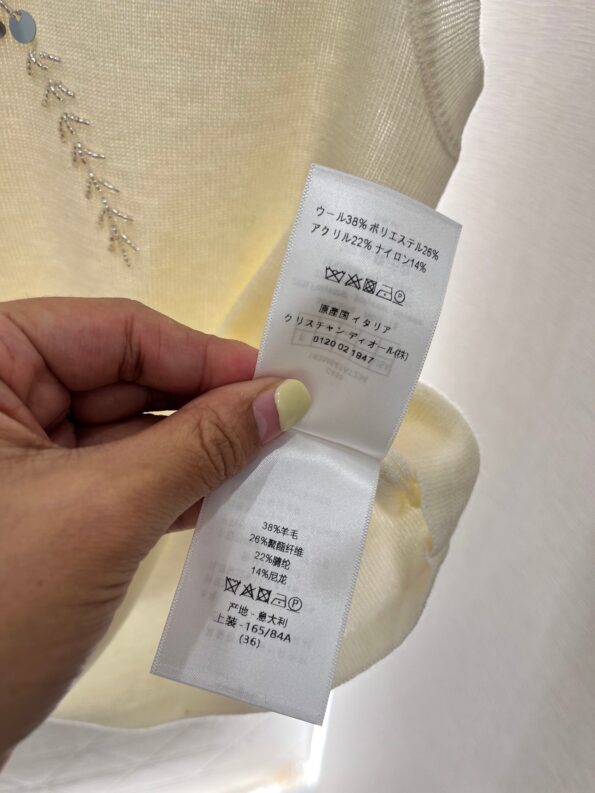 ウール38% ポリエステル26%
アクリル22% ナイロン14%
原産国 イタリア
クリスチャン ディオール(株)
0120 02 1947
38%羊毛
26%聚酯纤维
22%腈纶
14%尼龙
产地 - 意大利
上装 - 165/84A
(36)